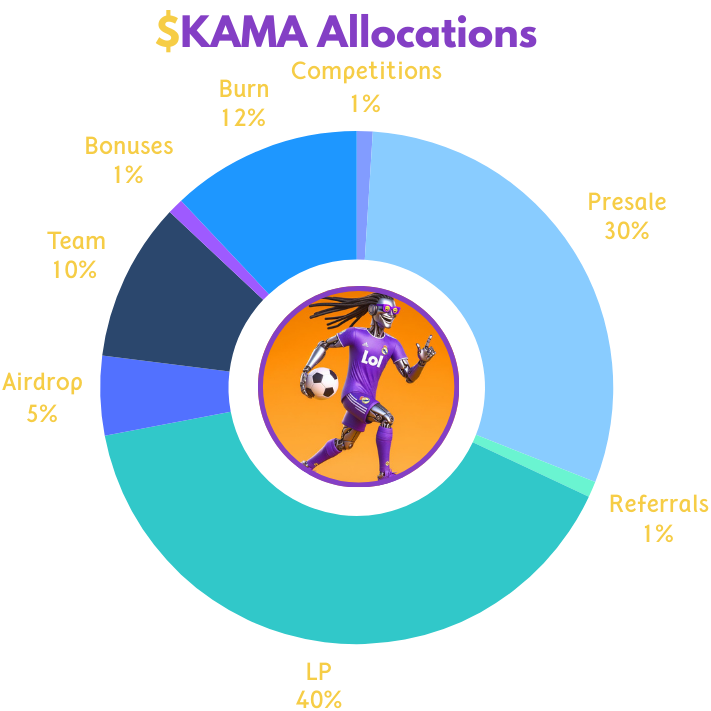 $KAMA Allocations
Competitions
1%
Burn
12%
Bonuses
1%
Presale
30%
Team
10%
Airdrop
5%
Lol
Referrals
1%
LP
40%